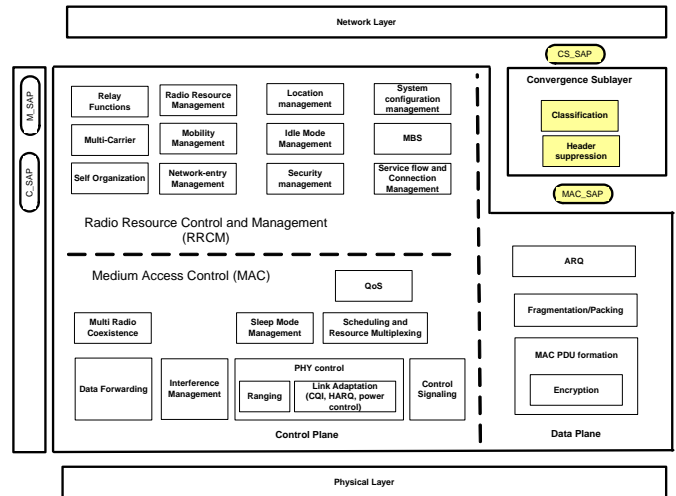 Network Layer
CS_SAP
M_SAP
C_SAP
Relay
Functions
Radio Resource
Management
Location
management
System
configuration
management
Multi-Carrier
Mobility
Management
Idle Mode
Management
MBS
Self Organization
Network-entry
Management
Security
management
Service flow and
Connection
Management
Radio Resource Control and Management
(RRCM)
Convergence Sublayer
Classification
Header
suppression
MAC_SAP
Medium Access Control (MAC)
QoS
Multi Radio
Coexistence
Sleep Mode
Management
Scheduling and
Resource Multiplexing
Data Forwarding
Interference
Management
PHY control
Ranging
Link Adaptation
(CQI, HARQ, power
control)
Control
Signaling
Control Plane
ARQ
Fragmentation/Packing
MAC PDU formation
Encryption
Data Plane
Physical Layer